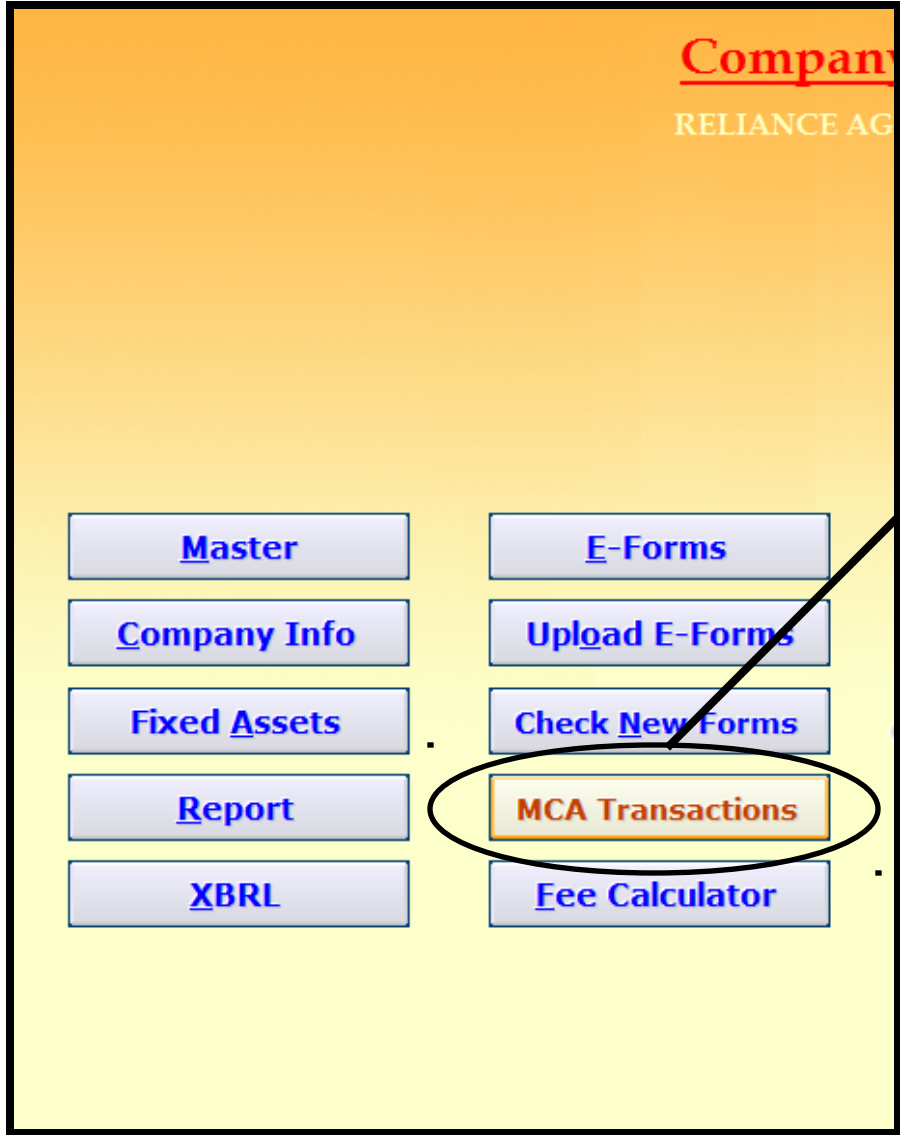 Company
RELIANCE AG
Master
E-Forms
Company Info
Upload E-Forms
Fixed Assets
Check New Forms
Report
MCA Transactions
XBRL
Fee Calculator